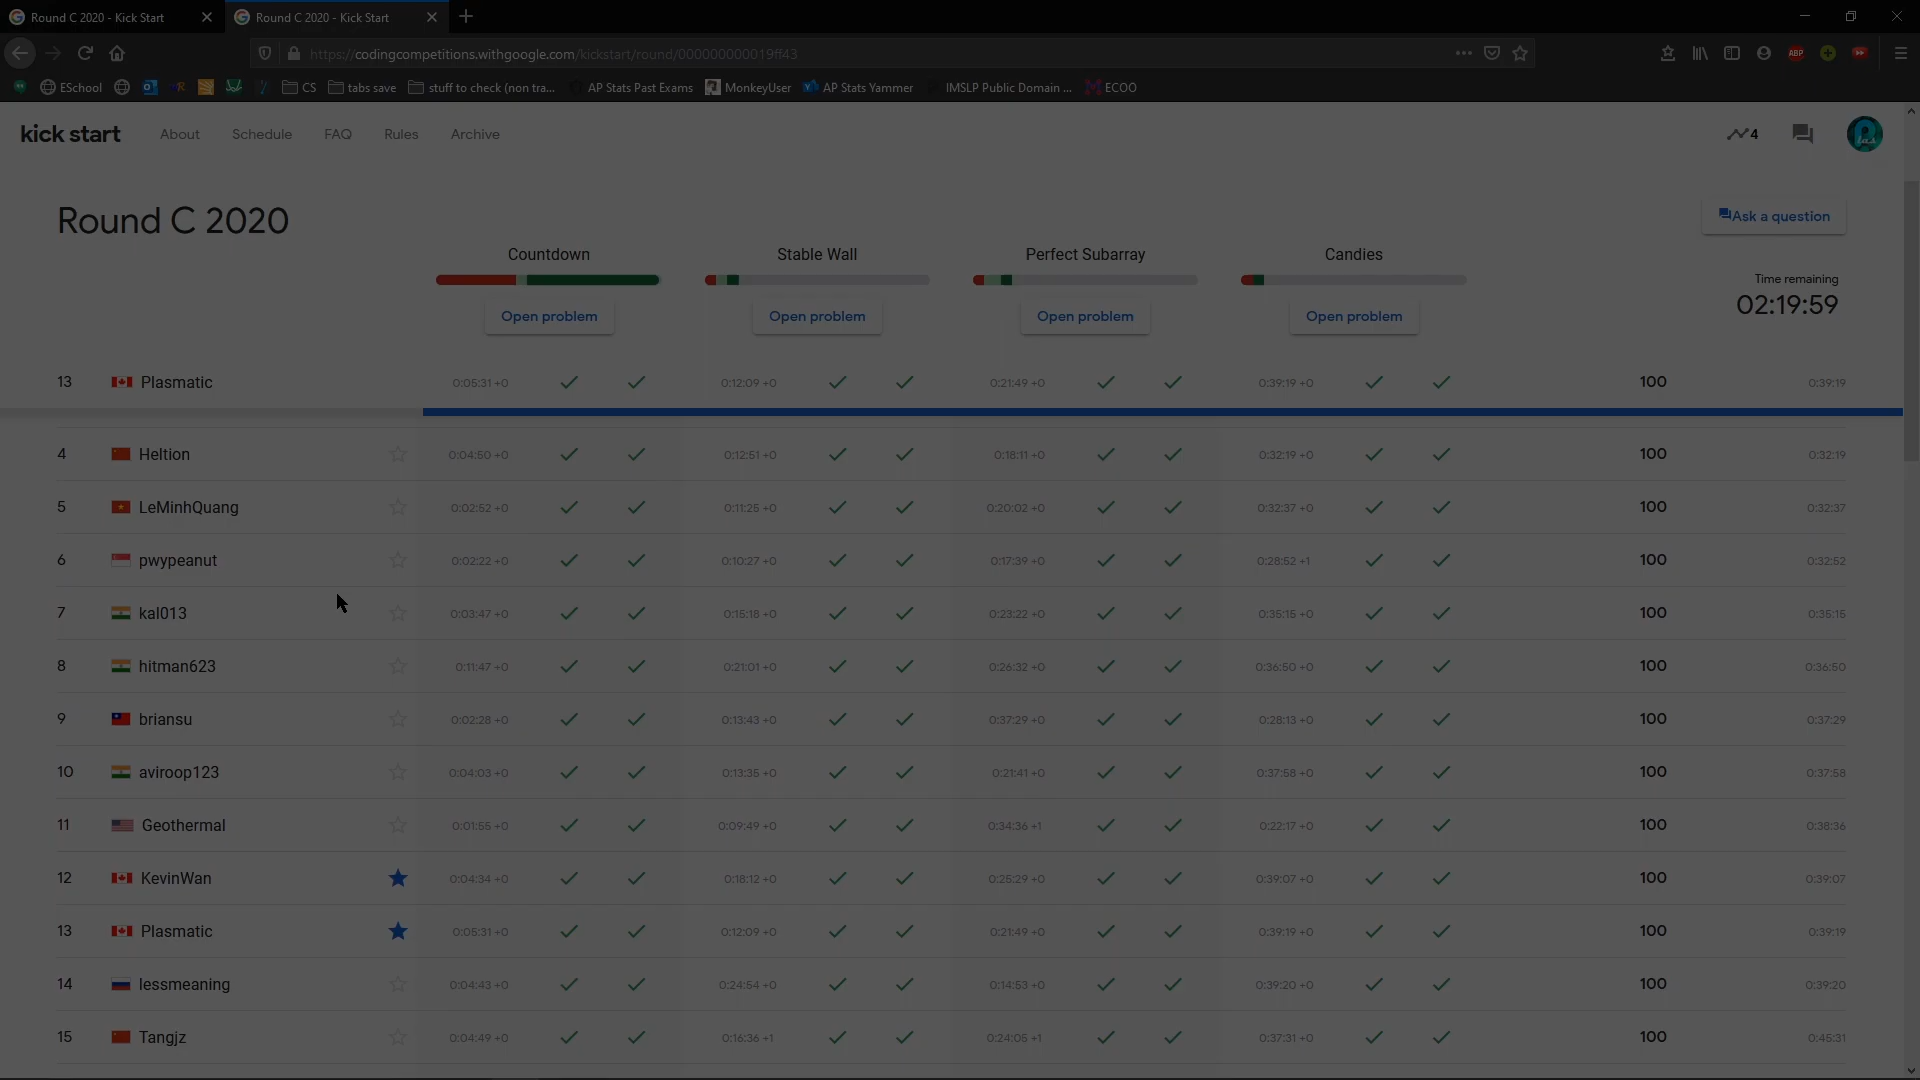 Round C 2020 - Kick Start
Round C 2020 - Kick Start
https://codingcompetitions.withgoogle.com/kickstart/round/000000000019ff43
ABP
ESchool
CS
tabs save
stuff to check (non tra...
AP Stats Past Exams
MonkeyUser
AP Stats Yammer
IMSLP Public Domain ...
ECOO
kick start About Schedule FAQ Rules Archive 4
Round C 2020
Ask a question
Countdown Stable Wall Perfect Subarray Candies
Time remaining
02:19:59
Open problem Open problem Open problem Open problem
13 Plasmatic 0:05:31 +0 0:12:09 +0 0:21:49 +0 0:39:19 +0 100 0:39:19
4 Heltion 0:04:50 +0 0:12:51 +0 0:18:11 +0 0:32:19 +0 100 0:32:19
5 LeMinhQuang 0:02:52 +0 0:11:25 +0 0:20:02 +0 0:32:37 +0 100 0:32:37
6 pwypeanut 0:02:22 +0 0:10:27 +0 0:17:39 +0 0:28:52 +1 100 0:32:52
7 kal013 0:03:47 +0 0:15:18 +0 0:23:22 +0 0:35:15 +0 100 0:35:15
8 hitman623 0:11:47 +0 0:21:01 +0 0:26:32 +0 0:36:50 +0 100 0:36:50
9 briansu 0:02:28 +0 0:13:43 +0 0:37:29 +0 0:28:13 +0 100 0:37:29
10 aviroop123 0:04:03 +0 0:13:35 +0 0:21:41 +0 0:37:58 +0 100 0:37:58
11 Geothermal 0:01:55 +0 0:09:49 +0 0:34:36 +1 0:22:17 +0 100 0:38:36
12 KevinWan 0:04:34 +0 0:18:12 +0 0:25:29 +0 0:39:07 +0 100 0:39:07
13 Plasmatic 0:05:31 +0 0:12:09 +0 0:21:49 +0 0:39:19 +0 100 0:39:19
14 lessmeaning 0:04:43 +0 0:24:54 +0 0:14:53 +0 0:39:20 +0 100 0:39:20
15 Tangjz 0:04:49 +0 0:16:36 +1 0:24:05 +1 0:37:31 +0 100 0:45:31